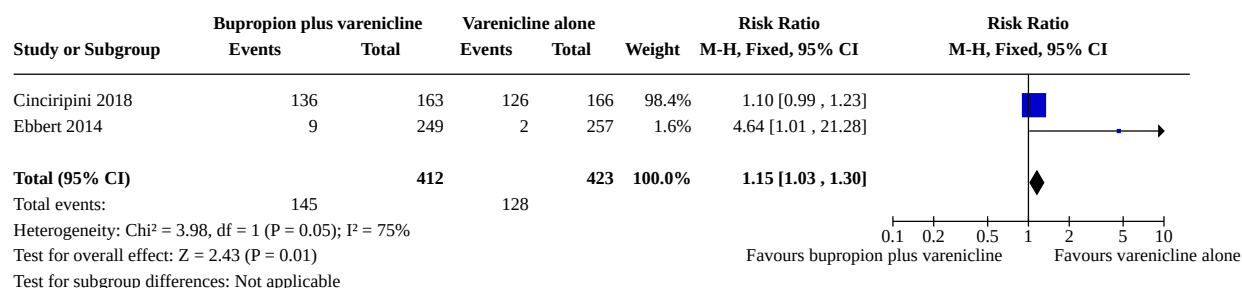 Bupropion plus varenicline Varenicline alone Risk Ratio Risk Ratio
Study or Subgroup Events Total Events Total Weight M-H, Fixed, 95% CI M-H, Fixed, 95% CI
Cinciripini 2018 136 163 126 166 98.4% 1.10 [0.99 , 1.23]
Ebbert 2014 9 249 2 257 1.6% 4.64 [1.01 , 21.28]
Total (95% CI) 412 423 100.0% 1.15 [1.03 , 1.30]
Total events: 145 128
Heterogeneity: Chi² = 3.98, df = 1 (P = 0.05); I² = 75%
0.1 0.2 0.5 1 2 5 10
Test for overall effect: Z = 2.43 (P = 0.01) Favours bupropion plus varenicline Favours varenicline alone
Test for subgroup differences: Not applicable